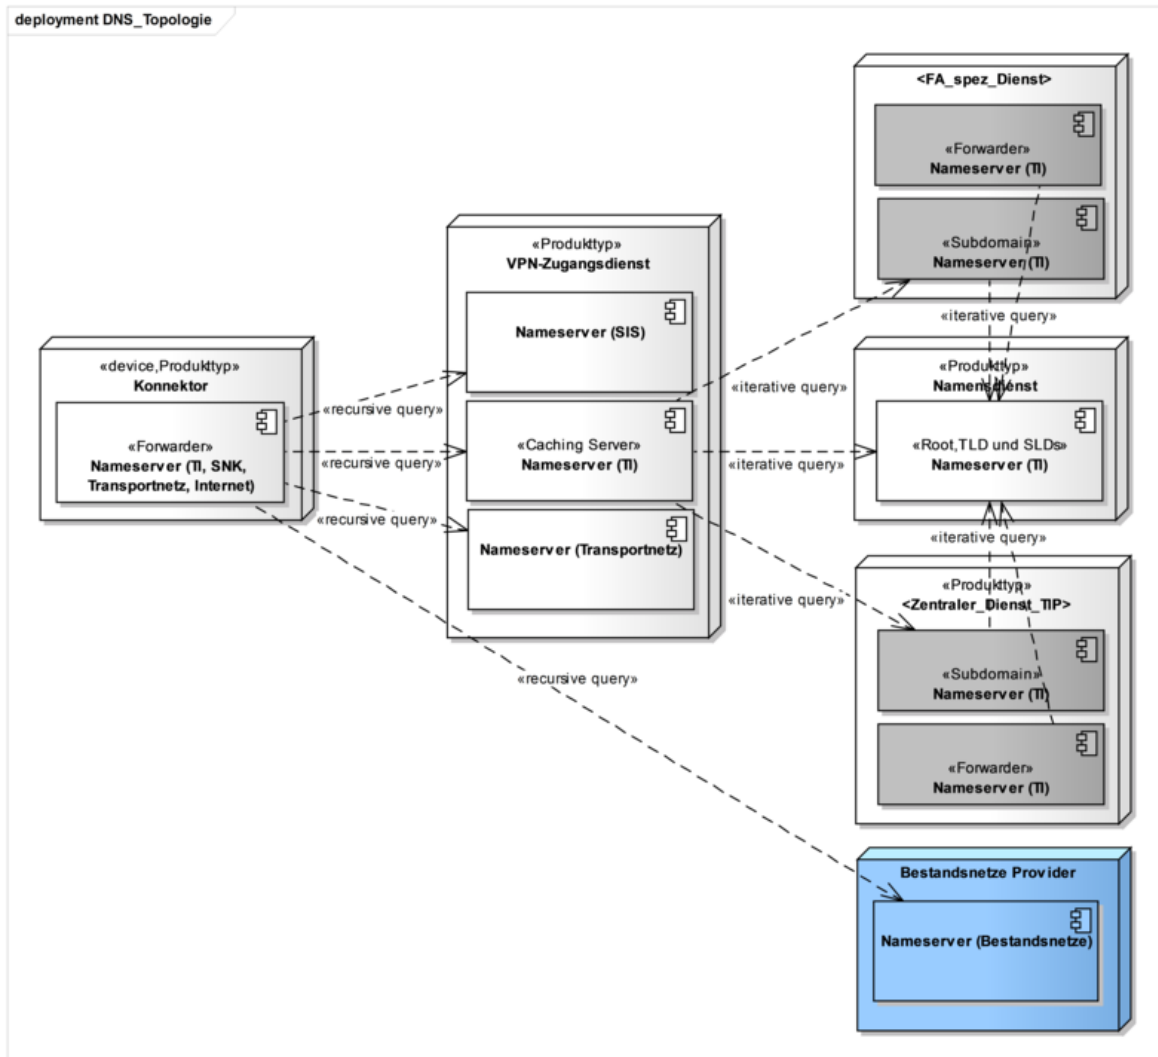 deployment DNS_Topologie
«device,Produkttyp»
Konnektor
«Forwarder»
Nameserver (TI, SNK,
Transportnetz, Internet)
«recursive query»
«recursive query»
«recursive query»
«recursive query»
«Produkttyp»
VPN-Zugangsdienst
Nameserver (SIS)
«Caching Server»
Nameserver (TI)
Nameserver (Transportnetz)
«iterative query»
«iterative query»
«iterative query»
<FA_spez_Dienst>
«Forwarder»
Nameserver (TI)
«Subdomain»
Nameserver (TI)
«iterative query»
«Produkttyp»
Namensdienst
«Root,TLD und SLDs»
Nameserver (TI)
«iterative query»
«Produkttyp»
<Zentraler_Dienst_TIP>
«Subdomain»
Nameserver (TI)
«Forwarder»
Nameserver (TI)
Bestandsnetze Provider
Nameserver (Bestandsnetze)